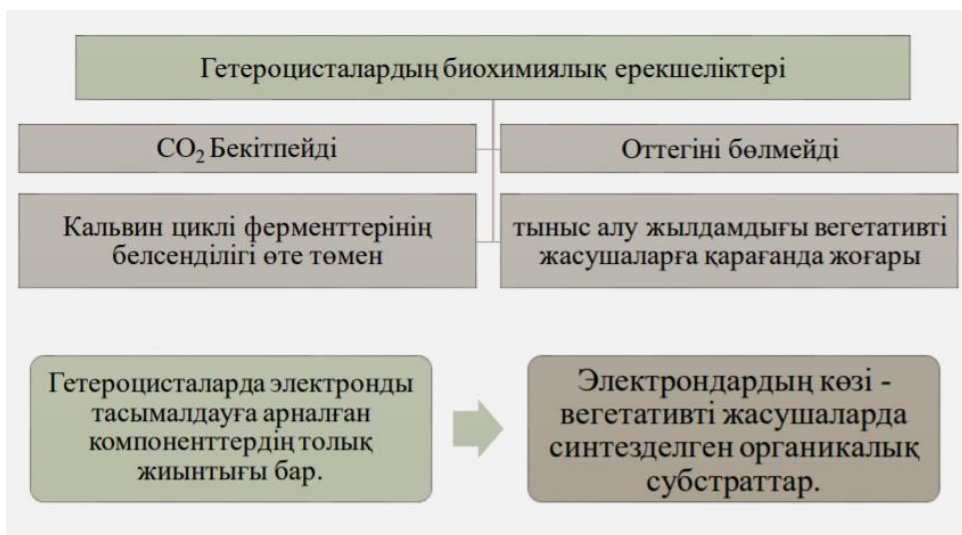 Гетероцисталардың биохимиялық ерекшеліктері
CO₂ Бекітпейді
Оттегіні бөлмейді
Кальвин циклі ферменттерінің
белсенділігі өте төмен
тыныс алу жылдамдығы вегетативті
жасушаларға қарағанда жоғары
Гетероцисталарда электронды
тасымалдауға арналған
компоненттердің толық
жиынтығы бар.
Электрондардың көзі -
вегетативті жасушаларда
синтезделген органикалық
субстраттар.